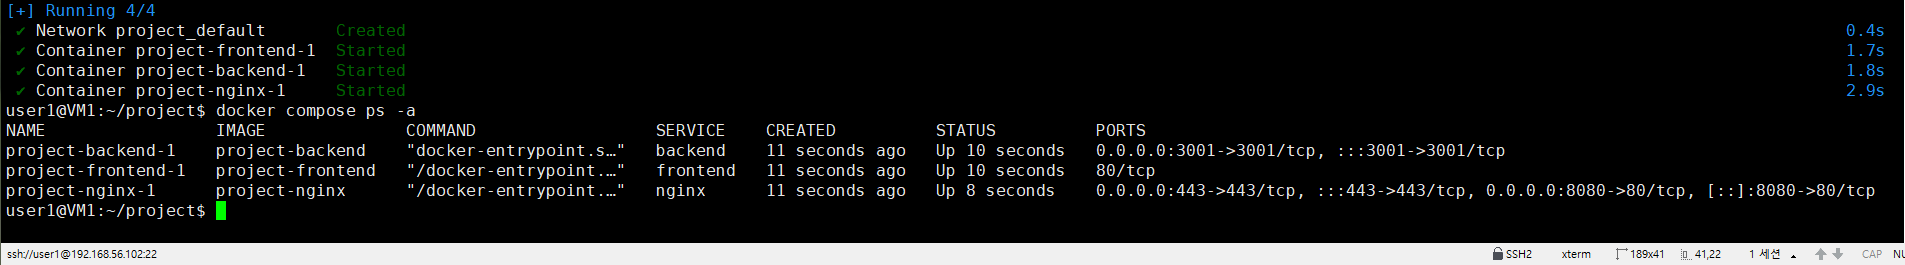 [+] Running 4/4
✔ Network project_default Created 0.4s
✔ Container project-frontend-1 Started 1.7s
✔ Container project-backend-1 Started 1.8s
✔ Container project-nginx-1 Started 2.9s
user1@VM1:~/project$ docker compose ps -a
NAME IMAGE COMMAND SERVICE CREATED STATUS PORTS
project-backend-1 project-backend "docker-entrypoint.s…" backend 11 seconds ago Up 10 seconds 0.0.0.0:3001->3001/tcp, :::3001->3001/tcp
project-frontend-1 project-frontend "/docker-entrypoint.…" frontend 11 seconds ago Up 10 seconds 80/tcp
project-nginx-1 project-nginx "/docker-entrypoint.…" nginx 11 seconds ago Up 8 seconds 0.0.0.0:443->443/tcp, :::443->443/tcp, 0.0.0.0:8080->80/tcp, [::]:8080->80/tcp
user1@VM1:~/project$
ssh://user1@192.168.56.102:22 SSH2 xterm 189x41 41,22 1 세션 CAP NU